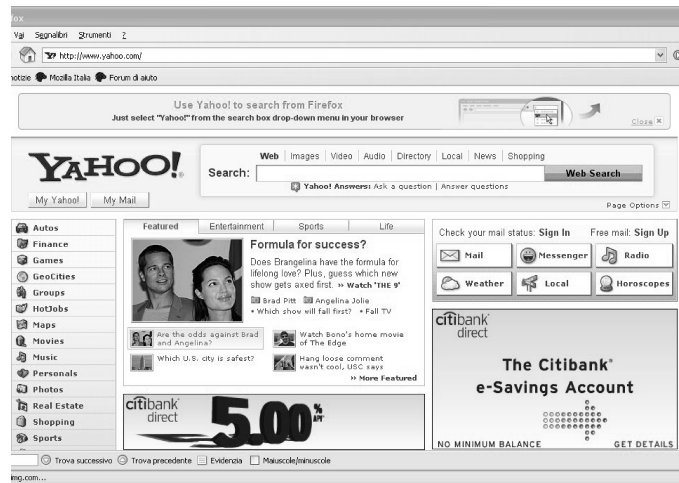 fox
Vai Segnalibri Strumenti ?
http://www.yahoo.com/
notizie Mozilla Italia Forum di aiuto
Use Yahoo! to search from Firefox
Just select "Yahoo!" from the search box drop-down menu in your browser
Close
YAHOO!
My Yahoo! My Mail
Web | Images | Video | Audio | Directory | Local | News | Shopping
Search: Web Search
Yahoo! Answers: Ask a question | Answer questions
Page Options
Autos
Finance
Games
GeoCities
Groups
HotJobs
Maps
Movies
Music
Personals
Photos
Real Estate
Shopping
Sports
Featured Entertainment Sports Life
Formula for success?
Does Brangelina have the formula for
lifelong love? Plus, guess which new
show gets axed first. » Watch 'THE 9'
Brad Pitt Angelina Jolie
• Which show will fall first? • Fall TV
Are the odds against Brad
and Angelina?
Watch Bono's home movie
of The Edge
Which U.S. city is safest?
Hang loose comment
wasn't cool, USC says
» More Featured
citibank
direct
5.00%
APY
Check your mail status: Sign In Free mail: Sign Up
Mail Messenger Radio
Weather Local Horoscopes
citibank
direct
The Citibank®
e-Savings Account
NO MINIMUM BALANCE GET DETAILS
Trova successivo Trova precedente Evidenzia Maiuscole/minuscole
img.com...